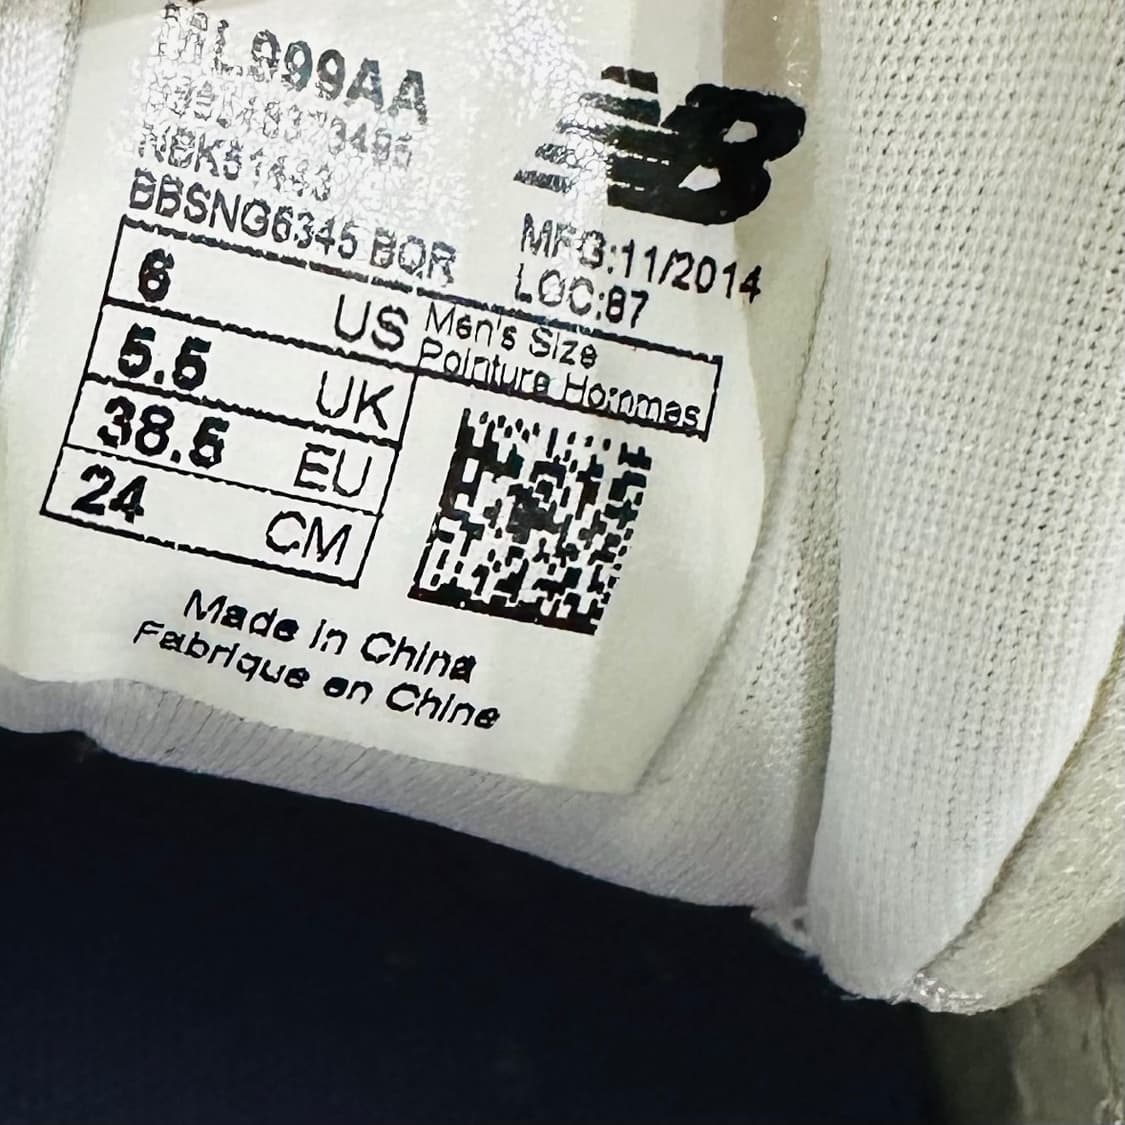 ML999AA
BBSNG6345 BQR
MFG:11/2014
LOC:87
6 US
Men's Size
Pointure Hommes
5.5 UK
38.5 EU
24 CM
Made in China
Fabrique en Chine